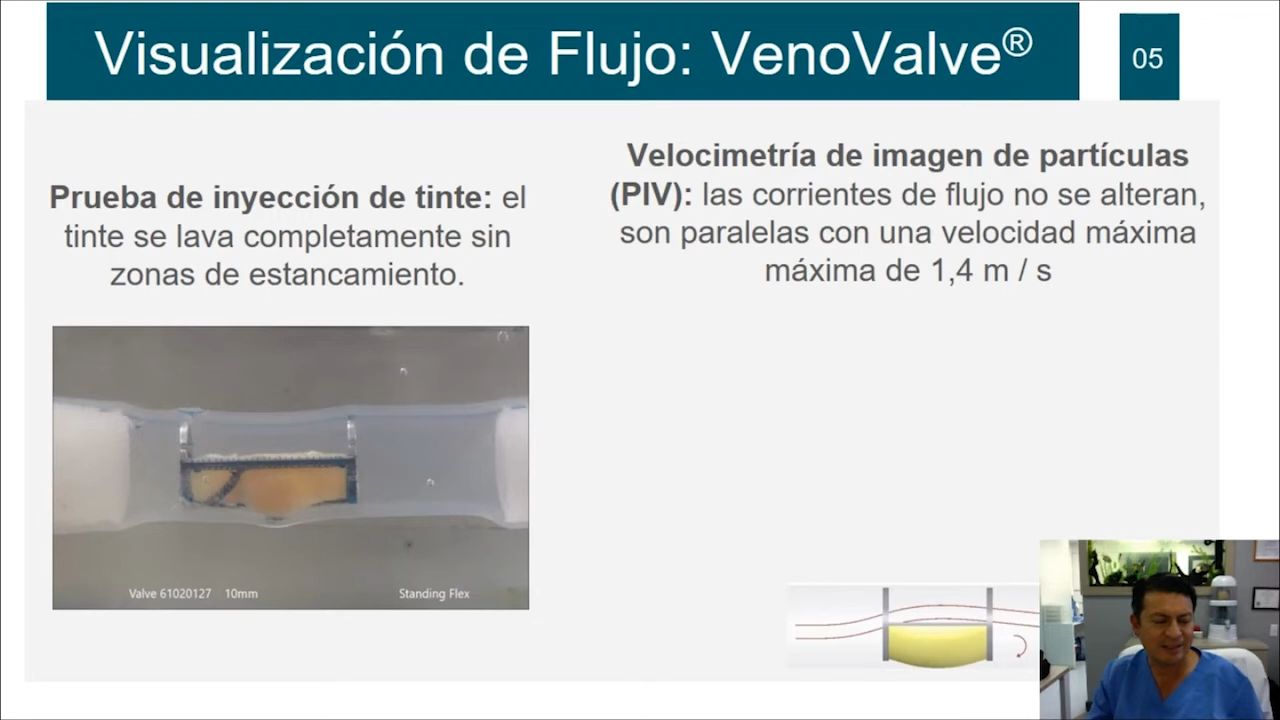 Visualización de Flujo: VenoValve®
05
Prueba de inyección de tinte: el
tinte se lava completamente sin
zonas de estancamiento.
Velocimetría de imagen de partículas
(PIV): las corrientes de flujo no se alteran,
son paralelas con una velocidad máxima
máxima de 1,4 m / s
Valve 61020127 10mm
Standing Flex